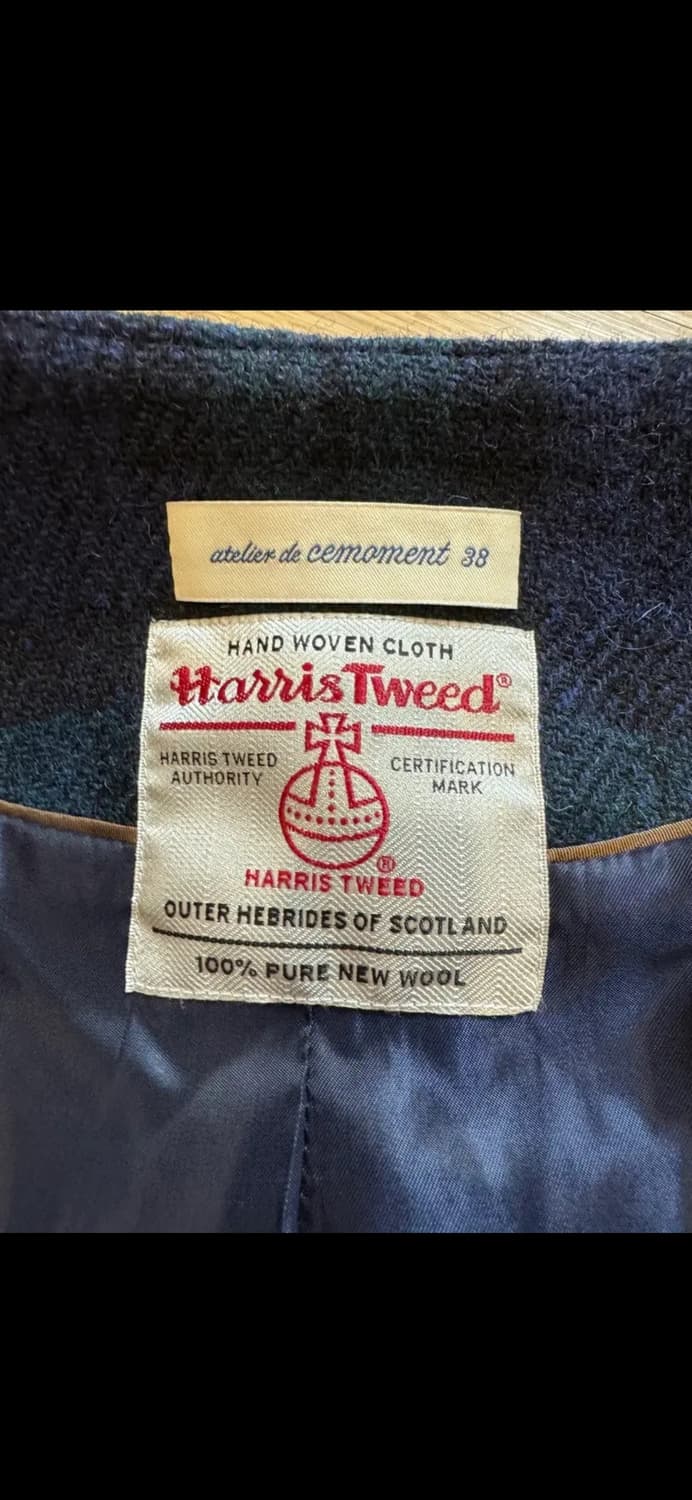 atelier de cemoment 38
HAND WOVEN CLOTH
Harris Tweed®
HARRIS TWEED
AUTHORITY
CERTIFICATION
MARK
®
HARRIS TWEED
OUTER HEBRIDES OF SCOTLAND
100% PURE NEW WOOL